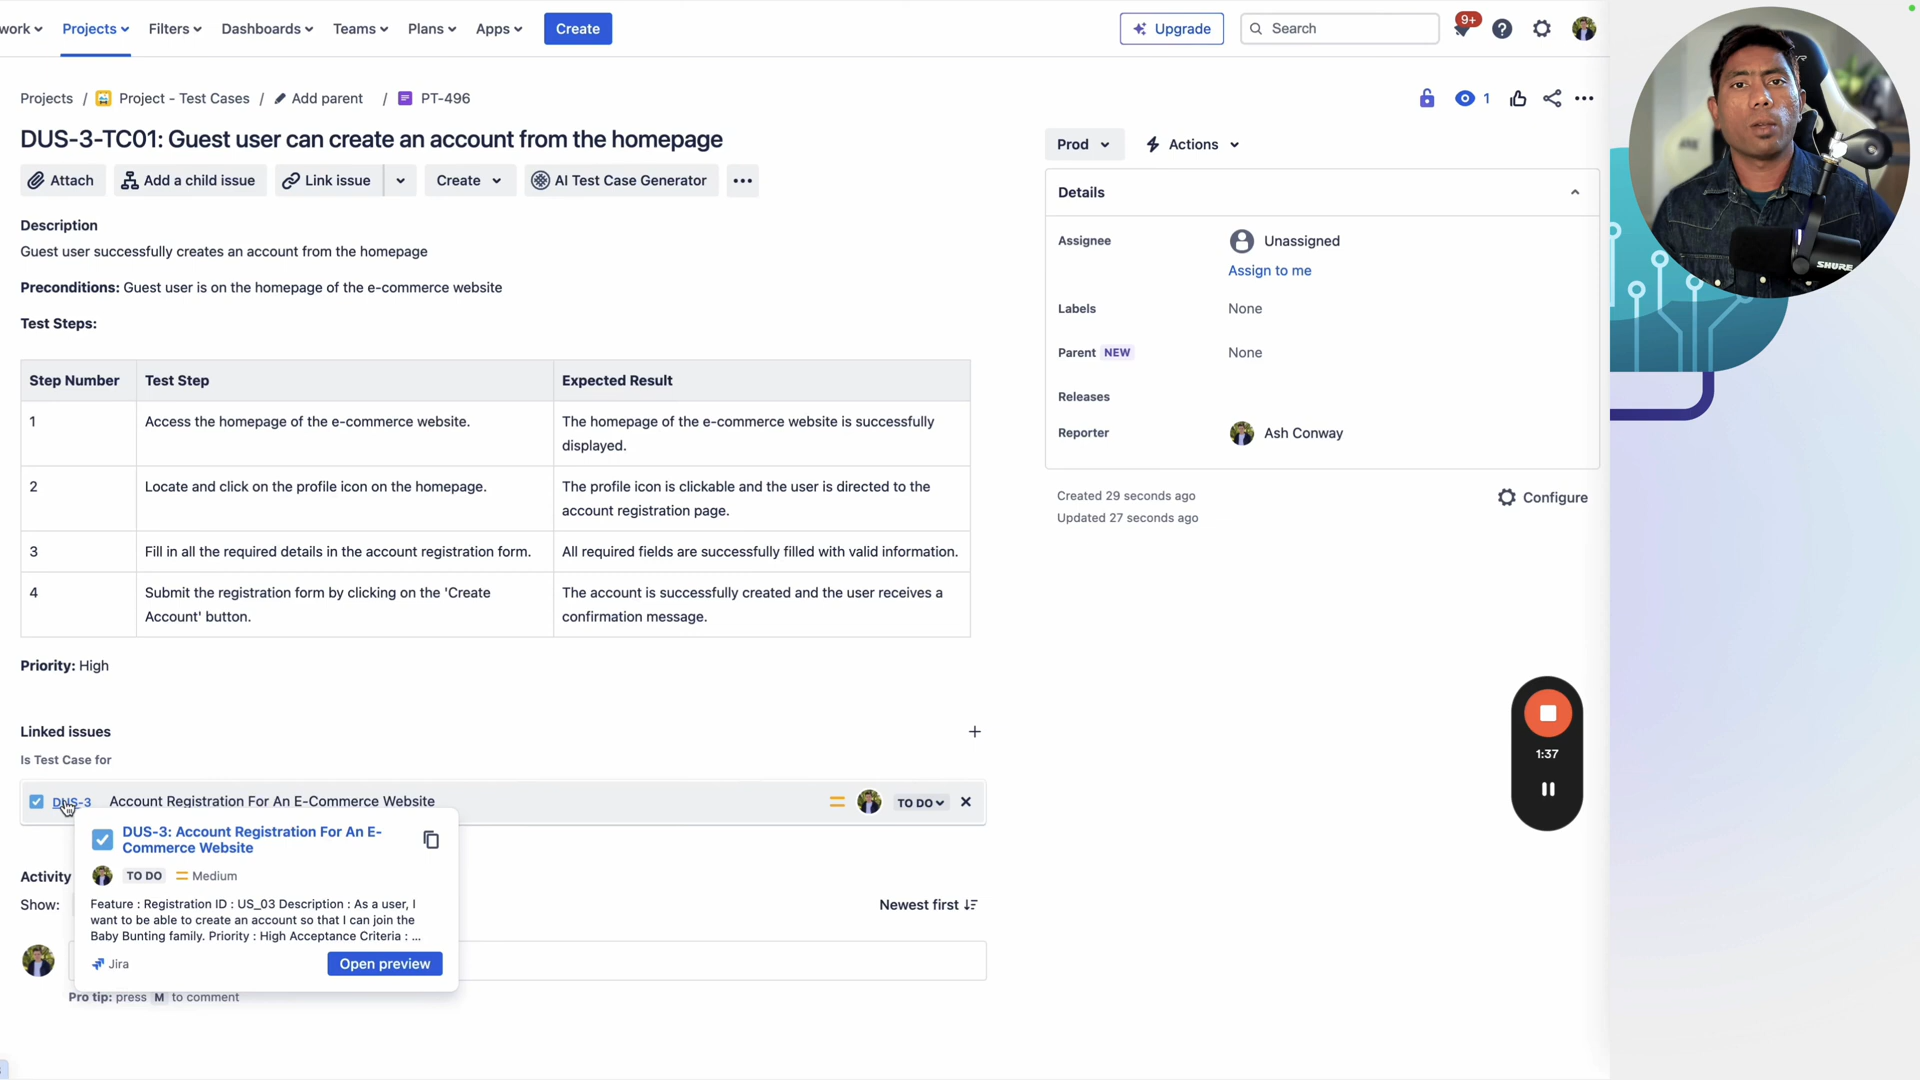 work Projects Filters Dashboards Teams Plans Apps Create Upgrade Search 9+
Projects / Project - Test Cases / Add parent / PT-496 1
DUS-3-TC01: Guest user can create an account from the homepage
Prod Actions
Attach Add a child issue Link issue Create AI Test Case Generator
Details
Description
Guest user successfully creates an account from the homepage
Assignee Unassigned
Assign to me
Preconditions: Guest user is on the homepage of the e-commerce website
Labels None
Test Steps:
Parent NEW None
Step Number Test Step Expected Result
Releases
1 Access the homepage of the e-commerce website. The homepage of the e-commerce website is successfully
displayed.
Reporter Ash Conway
2 Locate and click on the profile icon on the homepage. The profile icon is clickable and the user is directed to the
account registration page.
Created 29 seconds ago
Configure
Updated 27 seconds ago
3 Fill in all the required details in the account registration form. All required fields are successfully filled with valid information.
4 Submit the registration form by clicking on the 'Create The account is successfully created and the user receives a
Account' button. confirmation message.
Priority: High
Linked issues
Is Test Case for
1:37
DUS-3 Account Registration For An E-Commerce Website TO DO
DUS-3: Account Registration For An E-
Commerce Website
TO DO Medium
Activity
Show: Newest first
Feature : Registration ID : US_03 Description : As a user, I
want to be able to create an account so that I can join the
Baby Bunting family. Priority : High Acceptance Criteria : ...
Jira Open preview
Pro tip: press M to comment
SHURE